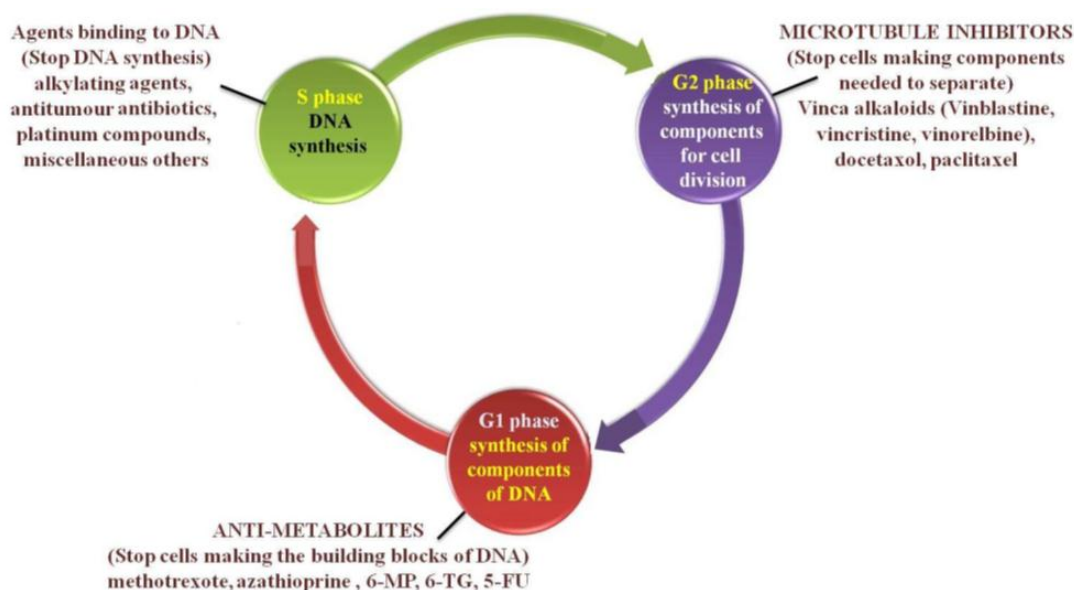 Agents binding to DNA
(Stop DNA synthesis)
alkylating agents,
antitumour antibiotics,
platinum compounds,
miscellaneous others
S phase
DNA
synthesis
G2 phase
synthesis of
components
for cell
division
MICROTUBULE INHIBITORS
(Stop cells making components
needed to separate)
Vinca alkaloids (Vinblastine,
vincristine, vinorelbine),
docetaxol, paclitaxel
G1 phase
synthesis of
components
of DNA
ANTI-METABOLITES
(Stop cells making the building blocks of DNA)
methotrexote, azathioprine , 6-MP, 6-TG, 5-FU